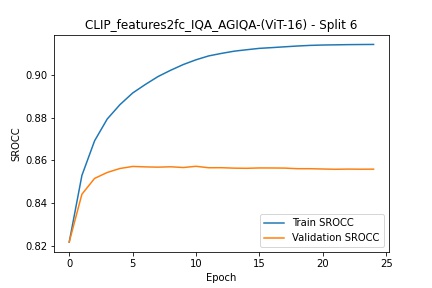 CLIP_features2fc_IQA_AGIQA-(ViT-16) - Split 6
SROCC
0.90
0.88
0.86
0.84
0.82
Train SROCC
Validation SROCC
0 5 10 15 20 25
Epoch